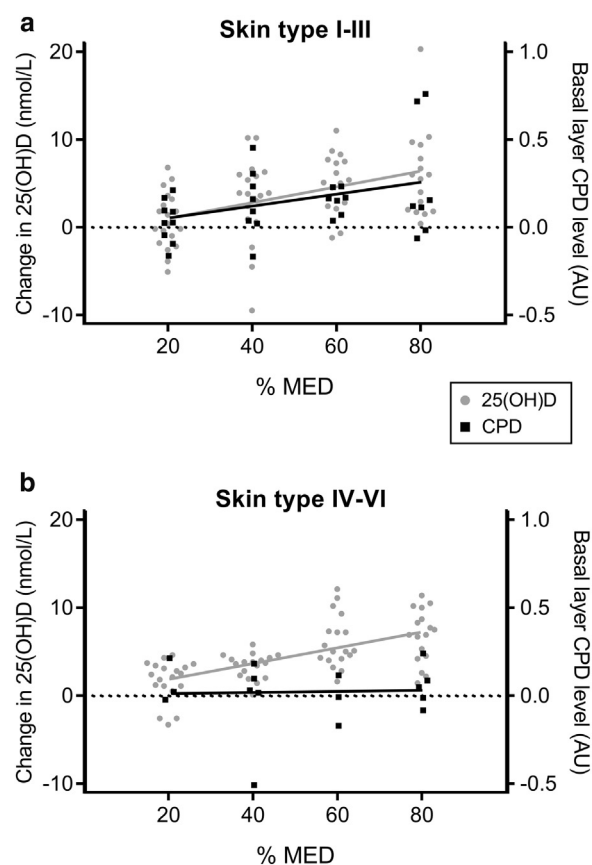 a
Skin type I-III
Change in 25(OH)D (nmol/L)
20
10
0
-10
Basal layer CPD level (AU)
1.0
0.5
0.0
-0.5
20 40 60 80
% MED
25(OH)D
CPD
b
Skin type IV-VI
Change in 25(OH)D (nmol/L)
20
10
0
-10
Basal layer CPD level (AU)
1.0
0.5
0.0
-0.5
20 40 60 80
% MED